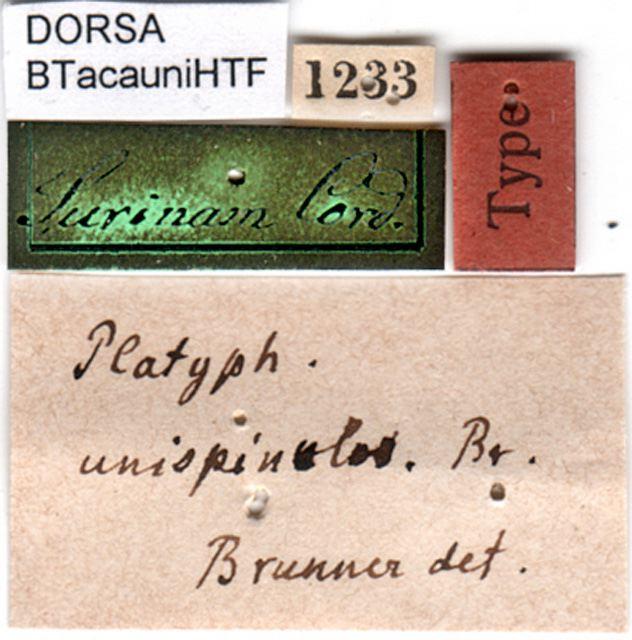 DORSA
BTacauniHTF
1233
Type
Surinam Cord.
Platyph.
unispinulos. Br.
Brunner det.